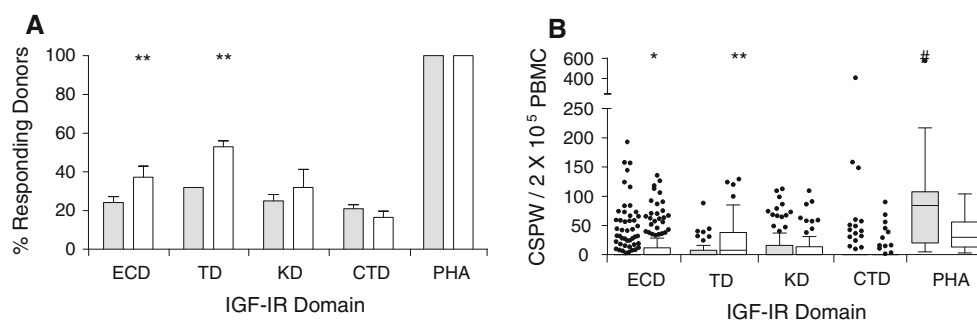 A
% Responding Donors
100
80
60
40
20
0
** **
ECD TD KD CTD PHA
IGF-IR Domain
B
CSPW / 2 X 10⁵ PBMC
600
400
250
200
150
100
50
0
* ** #
ECD TD KD CTD PHA
IGF-IR Domain